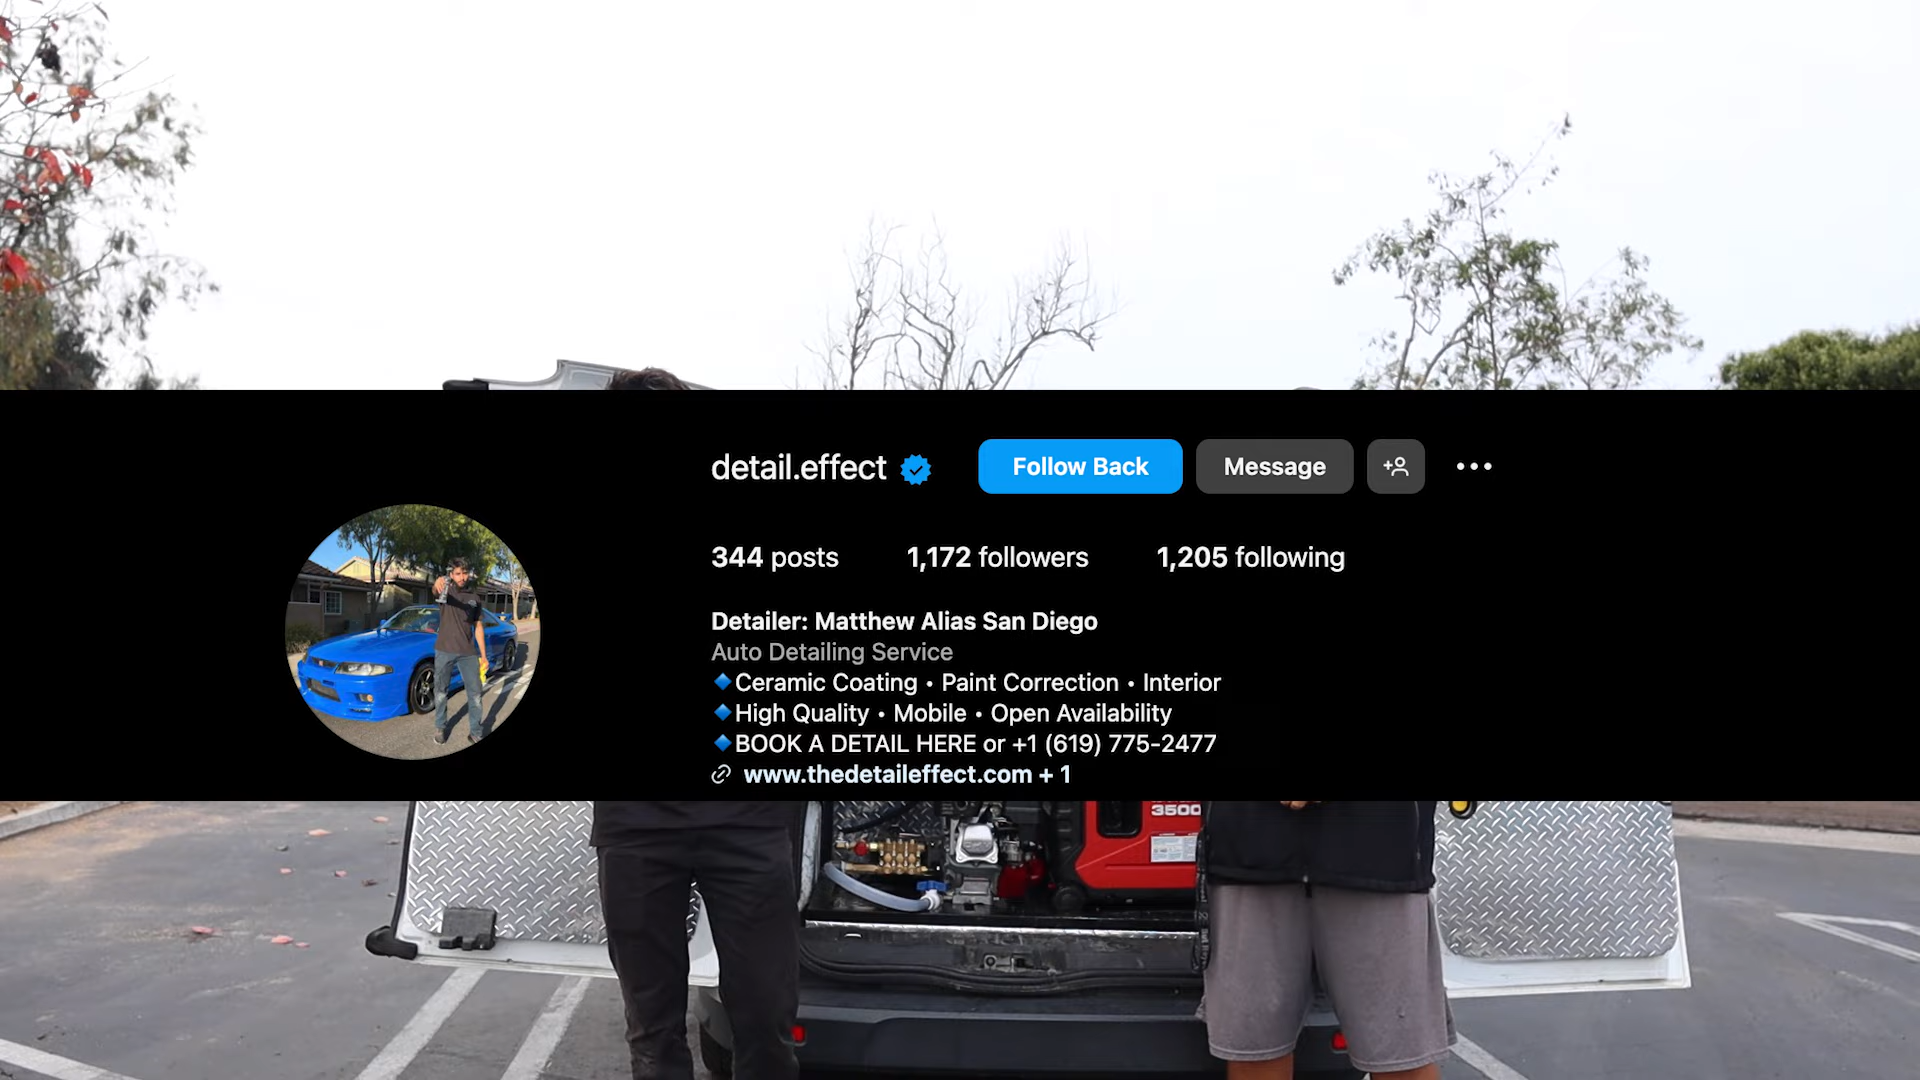 detail.effect
Follow Back
Message
344 posts 1,172 followers 1,205 following
Detailer: Matthew Alias San Diego
Auto Detailing Service
🔹Ceramic Coating • Paint Correction • Interior
🔹High Quality • Mobile • Open Availability
🔹BOOK A DETAIL HERE or +1 (619) 775-2477
www.thedetaileffect.com + 1
3500